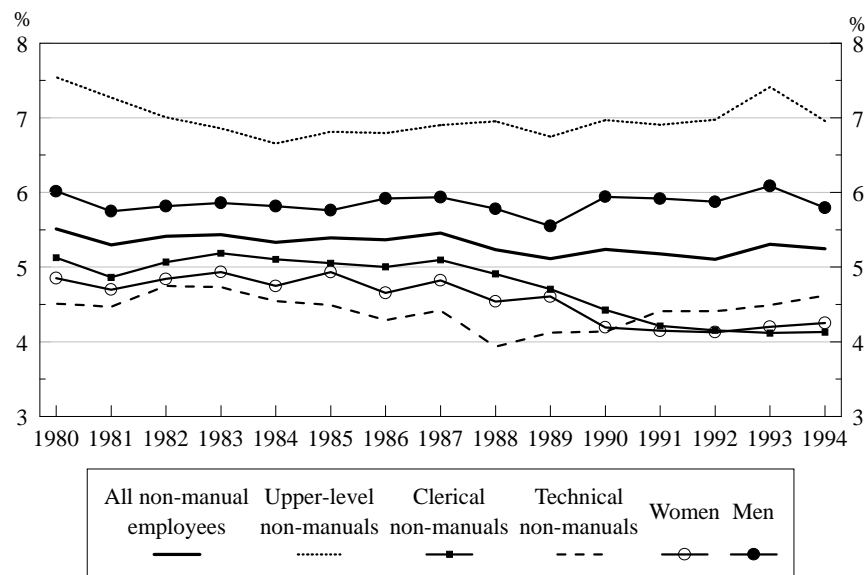 % %
8 8
7 7
6 6
5 5
4 4
3 3
1980 1981 1982 1983 1984 1985 1986 1987 1988 1989 1990 1991 1992 1993 1994
All non-manual Upper-level Clerical Technical Women Men
employees non-manuals non-manuals non-manuals